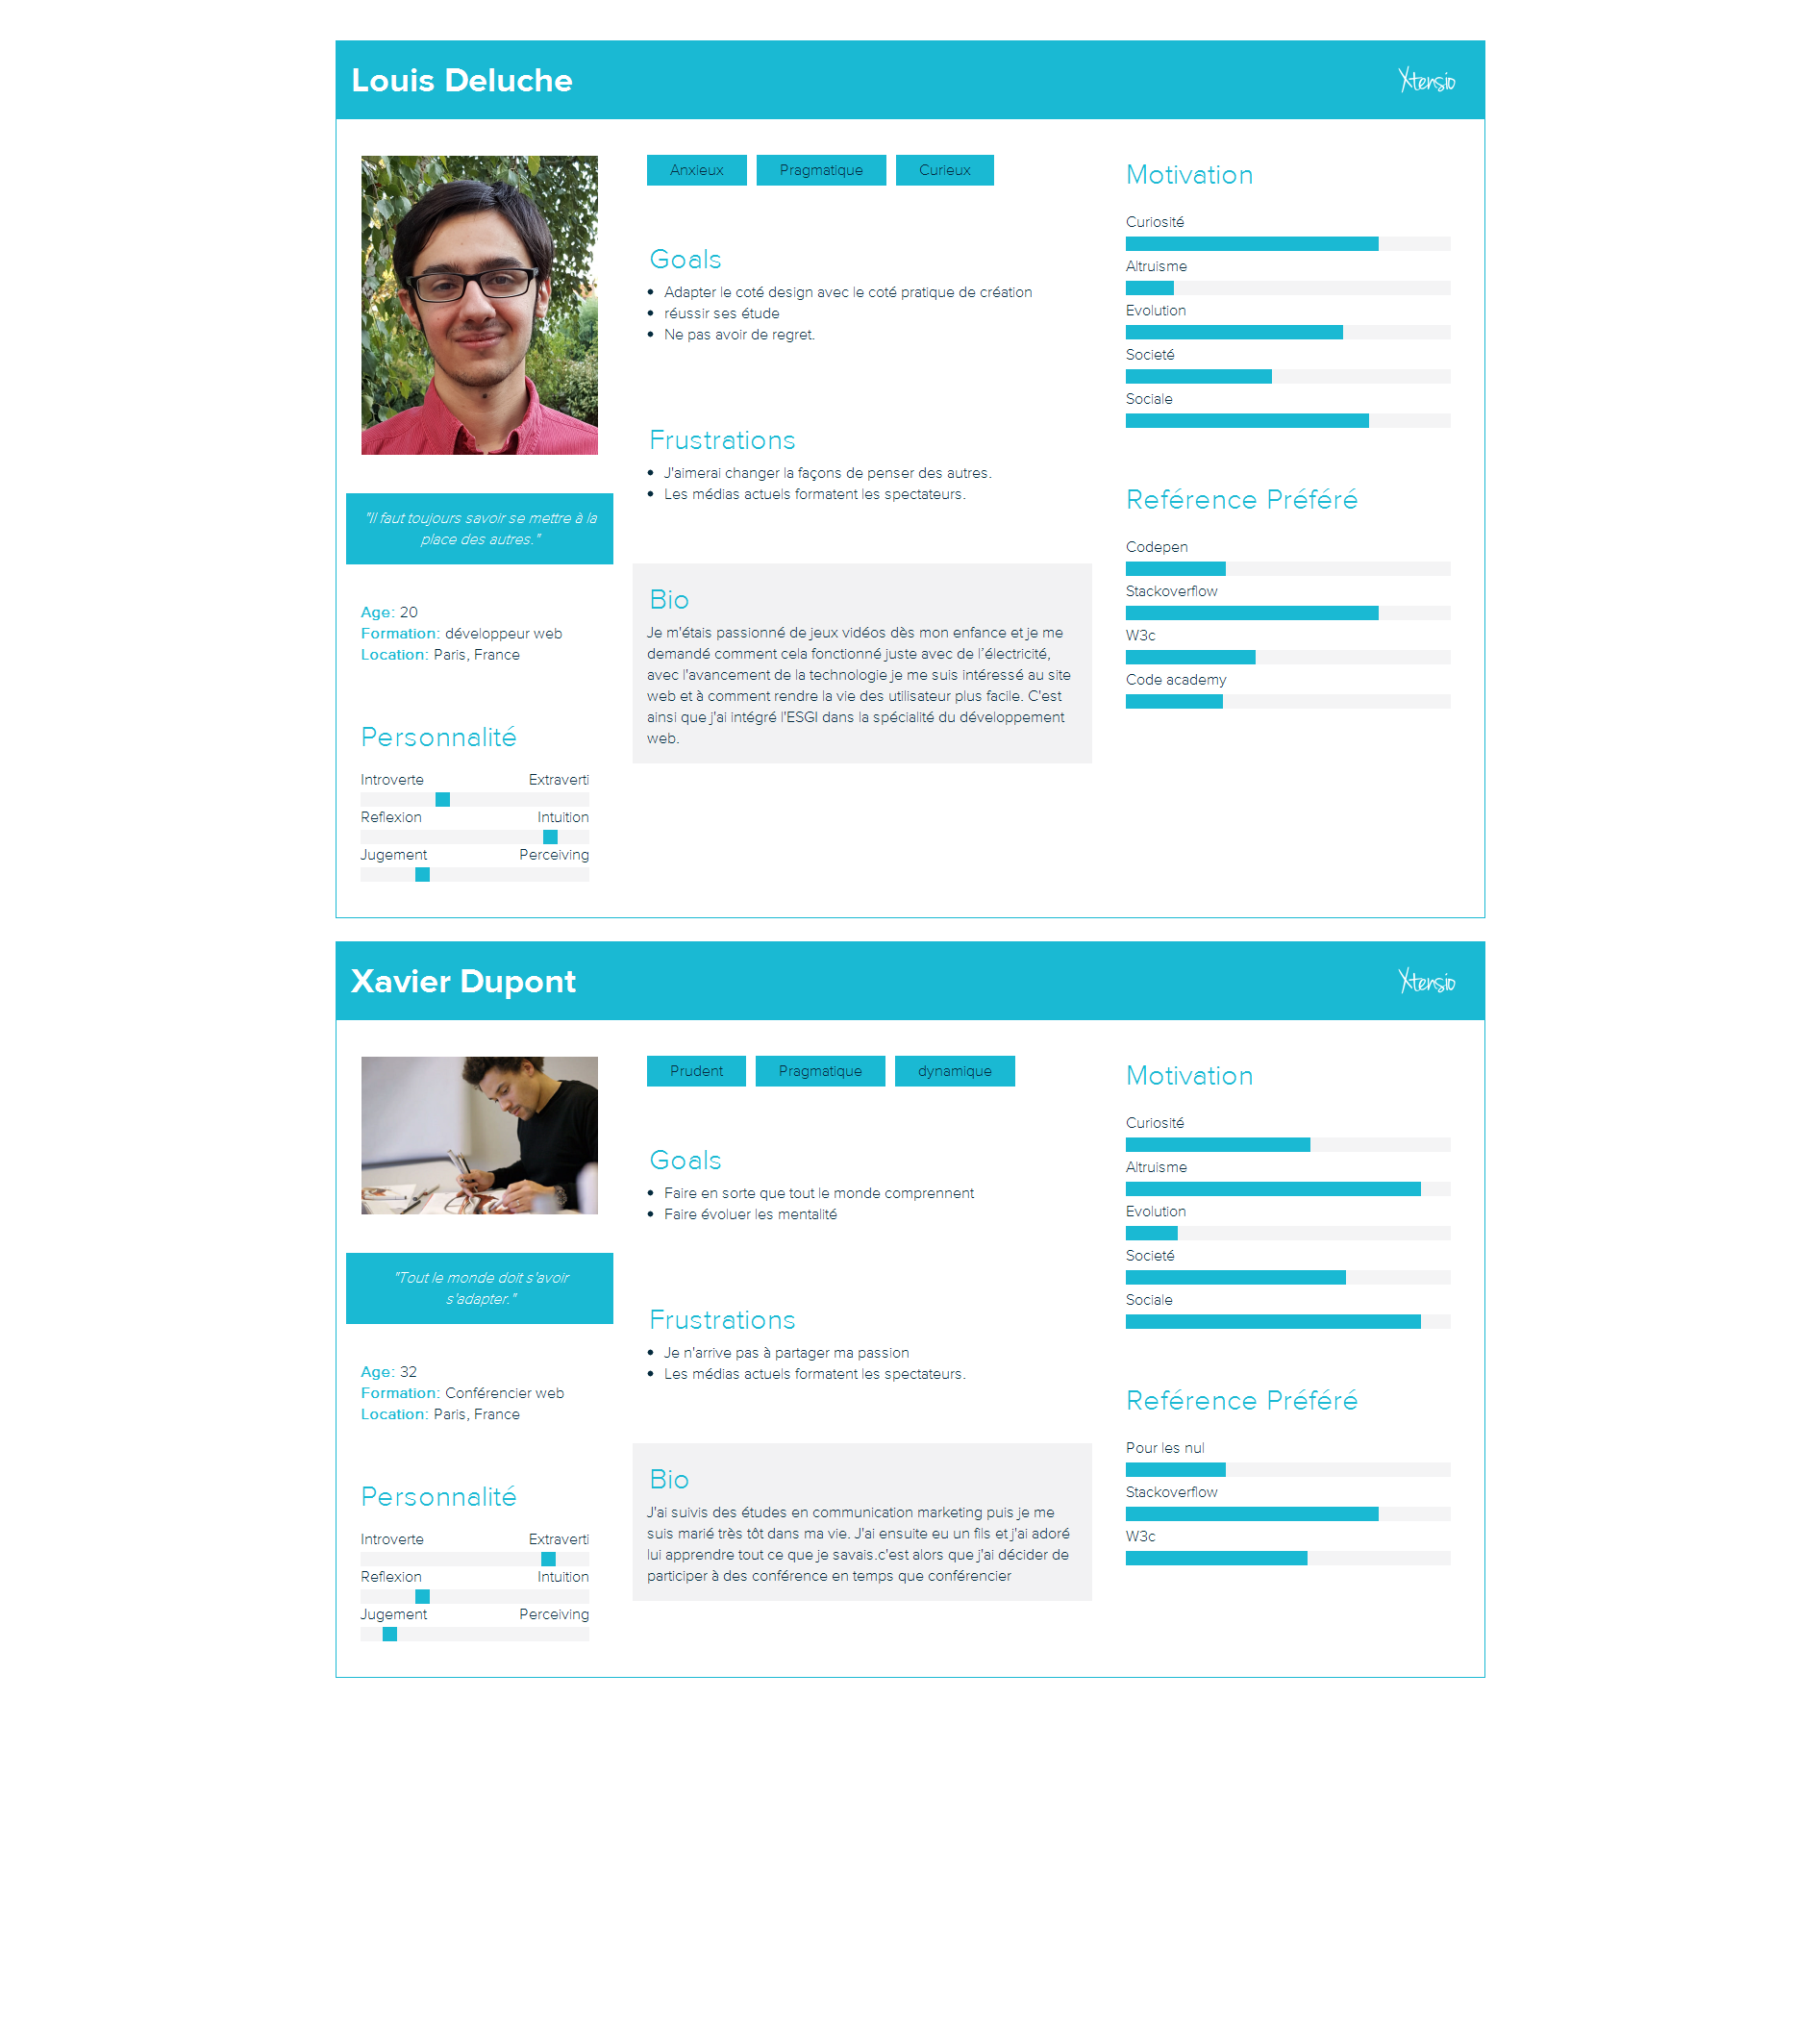 Louis Deluche
Xtensio
Anxieux
Pragmatique
Curieux
Goals
• Adapter le coté design avec le coté pratique de création
• réussir ses étude
• Ne pas avoir de regret.
Frustrations
• J'aimerai changer la façons de penser des autres.
• Les médias actuels formatent les spectateurs.
"Il faut toujours savoir se mettre à la
place des autres."
Age: 20
Formation: développeur web
Location: Paris, France
Personnalité
Introverte Extraverti
Reflexion Intuition
Jugement Perceiving
Bio
Je m'étais passionné de jeux vidéos dès mon enfance et je me
demandé comment cela fonctionné juste avec de l'électricité,
avec l'avancement de la technologie je me suis intéressé au site
web et à comment rendre la vie des utilisateur plus facile. C'est
ainsi que j'ai intégré l'ESGI dans la spécialité du développement
web.
Motivation
Curiosité
Altruisme
Evolution
Societé
Sociale
Reférence Préféré
Codepen
Stackoverflow
W3c
Code academy
Xavier Dupont
Xtensio
Prudent
Pragmatique
dynamique
Goals
• Faire en sorte que tout le monde comprennent
• Faire évoluer les mentalité
Frustrations
• Je n'arrive pas à partager ma passion
• Les médias actuels formatent les spectateurs.
"Tout le monde doit s'avoir
s'adapter."
Age: 32
Formation: Conférencier web
Location: Paris, France
Personnalité
Introverte Extraverti
Reflexion Intuition
Jugement Perceiving
Bio
J'ai suivis des études en communication marketing puis je me
suis marié très tôt dans ma vie. J'ai ensuite eu un fils et j'ai adoré
lui apprendre tout ce que je savais.c'est alors que j'ai décider de
participer à des conférence en temps que conférencier
Motivation
Curiosité
Altruisme
Evolution
Societé
Sociale
Reférence Préféré
Pour les nul
Stackoverflow
W3c